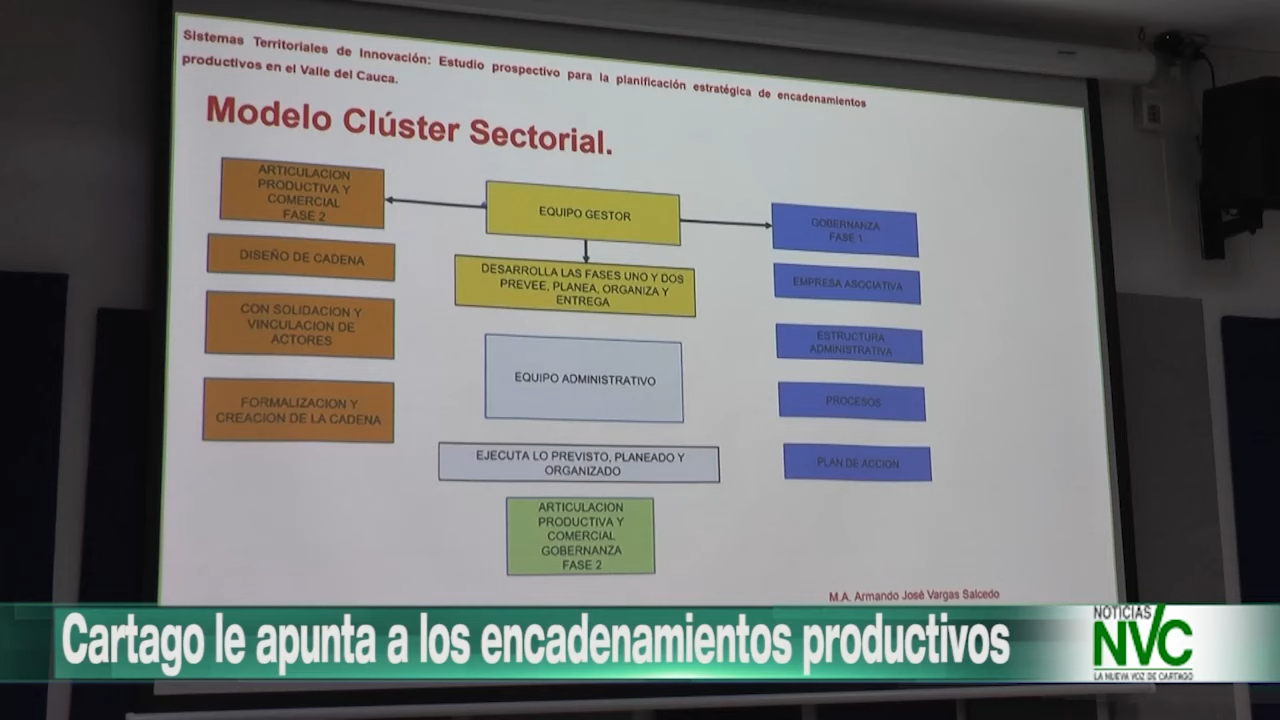 Sistemas Territoriales de Innovación: Estudio prospectivo para la planificación estratégica de encadenamientos
productivos en el Valle del Cauca.
Modelo Clúster Sectorial.
ARTICULACION
PRODUCTIVA Y
COMERCIAL
FASE 2
DISEÑO DE CADENA
CON SOLIDACION Y
VINCULACION DE
ACTORES
FORMALIZACION Y
CREACION DE LA CADENA
EQUIPO GESTOR
DESARROLLA LAS FASES UNO Y DOS
PREVEE, PLANEA, ORGANIZA Y
ENTREGA
EQUIPO ADMINISTRATIVO
EJECUTA LO PREVISTO, PLANEADO Y
ORGANIZADO
ARTICULACION
PRODUCTIVA Y
COMERCIAL
GOBERNANZA
FASE 2
GOBERNANZA
FASE 1
EMPRESA ASOCIATIVA
ESTRUCTURA
ADMINISTRATIVA
PROCESOS
PLAN DE ACCION
M.A. Armando José Vargas Salcedo
Cartago le apunta a los encadenamientos productivos
NOTICIAS
NVC
LA NUEVA VOZ DE CARTAGO